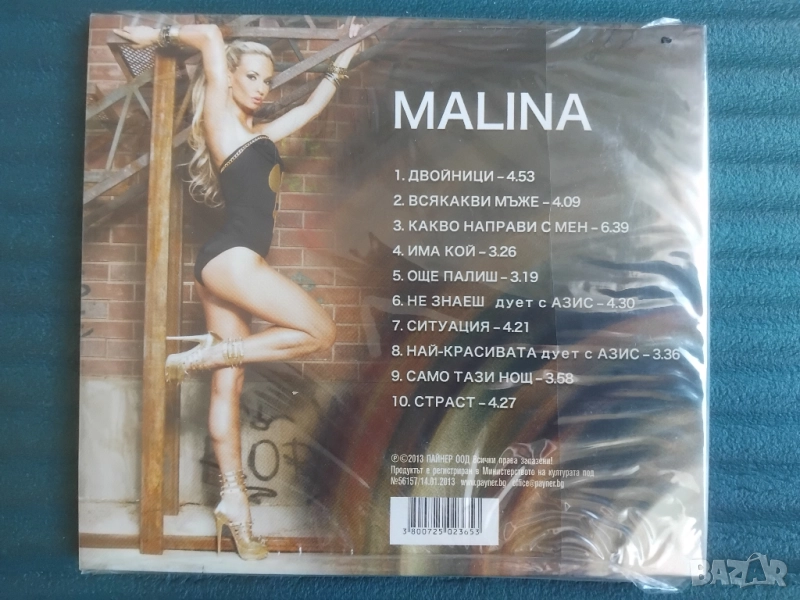 MALINA
1. ДВОЙНИЦИ – 4.53
2. ВСЯКАКВИ МЪЖЕ – 4.09
3. КАКВО НАПРАВИ С МЕН – 6.39
4. ИМА КОЙ – 3.26
5. ОЩЕ ПАЛИШ – 3.19
6. НЕ ЗНАЕШ дует с АЗИС – 4.30
7. СИТУАЦИЯ – 4.21
8. НАЙ-КРАСИВАТА дует с АЗИС – 3.36
9. САМО ТАЗИ НОЩ – 3.58
10. СТРАСТ – 4.27
℗©2013 ПАЙНЕР ООД Всички права запазени!
Продуктът е регистриран в Министерството на културата под
№56157/14.01.2013 www.payner.bg office@payner.bg
3 800725 023653
BAZAR